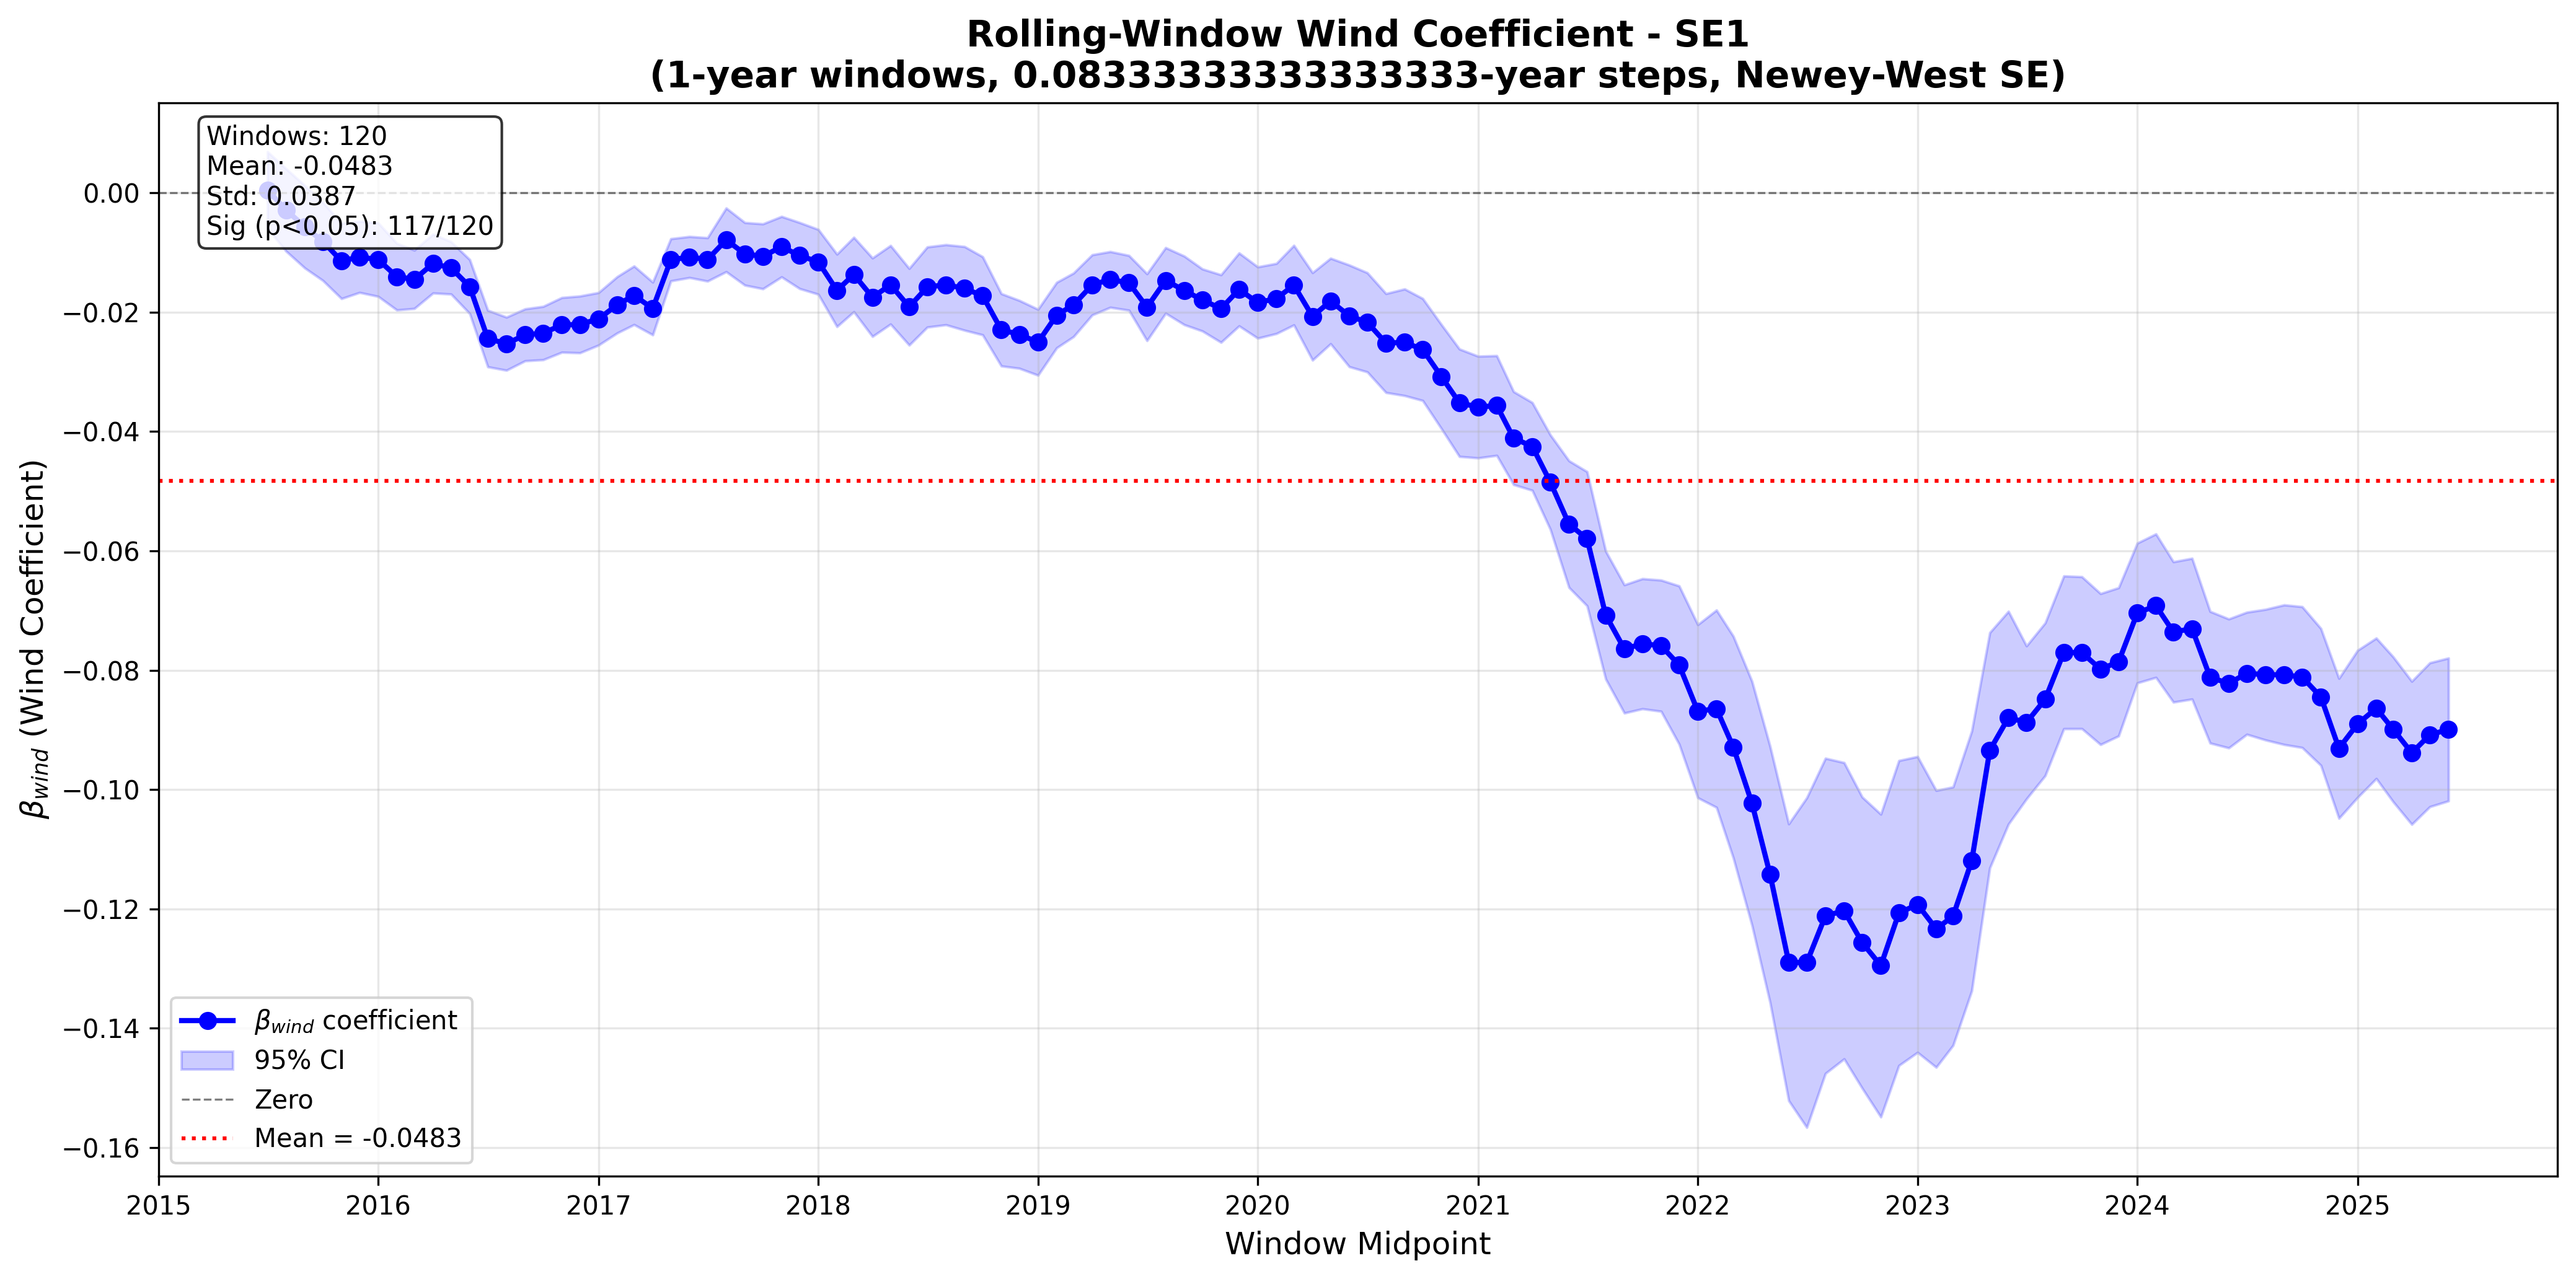 Rolling-Window Wind Coefficient - SE1
(1-year windows, 0.08333333333333333-year steps, Newey-West SE)
Windows: 120
Mean: -0.0483
Std: 0.0387
Sig (p<0.05): 117/120
0.00
−0.02
−0.04
−0.06
−0.08
−0.10
−0.12
−0.14
−0.16
β_wind (Wind Coefficient)
β_wind coefficient
95% CI
Zero
Mean = -0.0483
2015 2016 2017 2018 2019 2020 2021 2022 2023 2024 2025
Window Midpoint